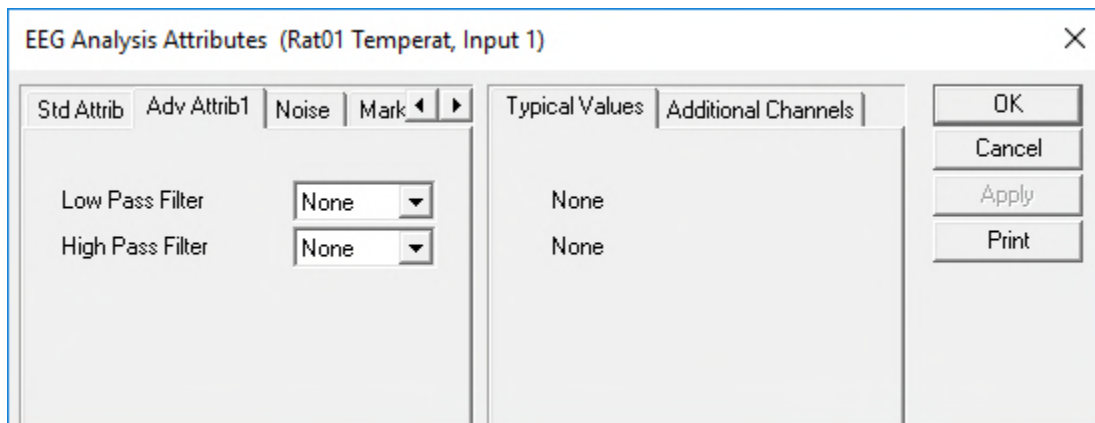 EEG Analysis Attributes (Rat01 Temperat, Input 1)
Std Attrib Adv Attrib1 Noise Mark
Typical Values Additional Channels
OK
Cancel
Apply
Print
Low Pass Filter None None
High Pass Filter None None